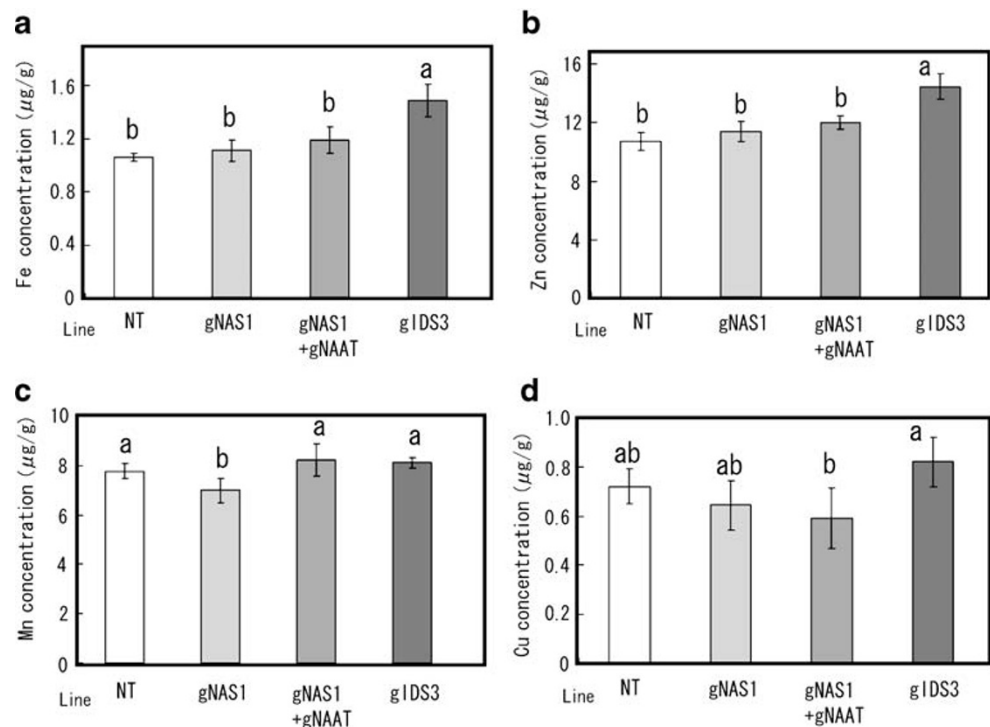 a
Fe concentration (μg/g)
1.6
1.2
0.8
0.4
0
b
b
b
a
Line
NT
gNAS1
gNAS1
+gNAAT
gIDS3
b
Zn concentration (μg/g)
16
12
8
4
0
b
b
b
a
Line
NT
gNAS1
gNAS1
+gNAAT
gIDS3
c
Mn concentration (μg/g)
10
8
6
4
2
0
a
b
a
a
Line
NT
gNAS1
gNAS1
+gNAAT
gIDS3
d
Cu concentration (μg/g)
1.0
0.8
0.6
0.4
0.2
0
ab
ab
b
a
Line
NT
gNAS1
gNAS1
+gNAAT
gIDS3